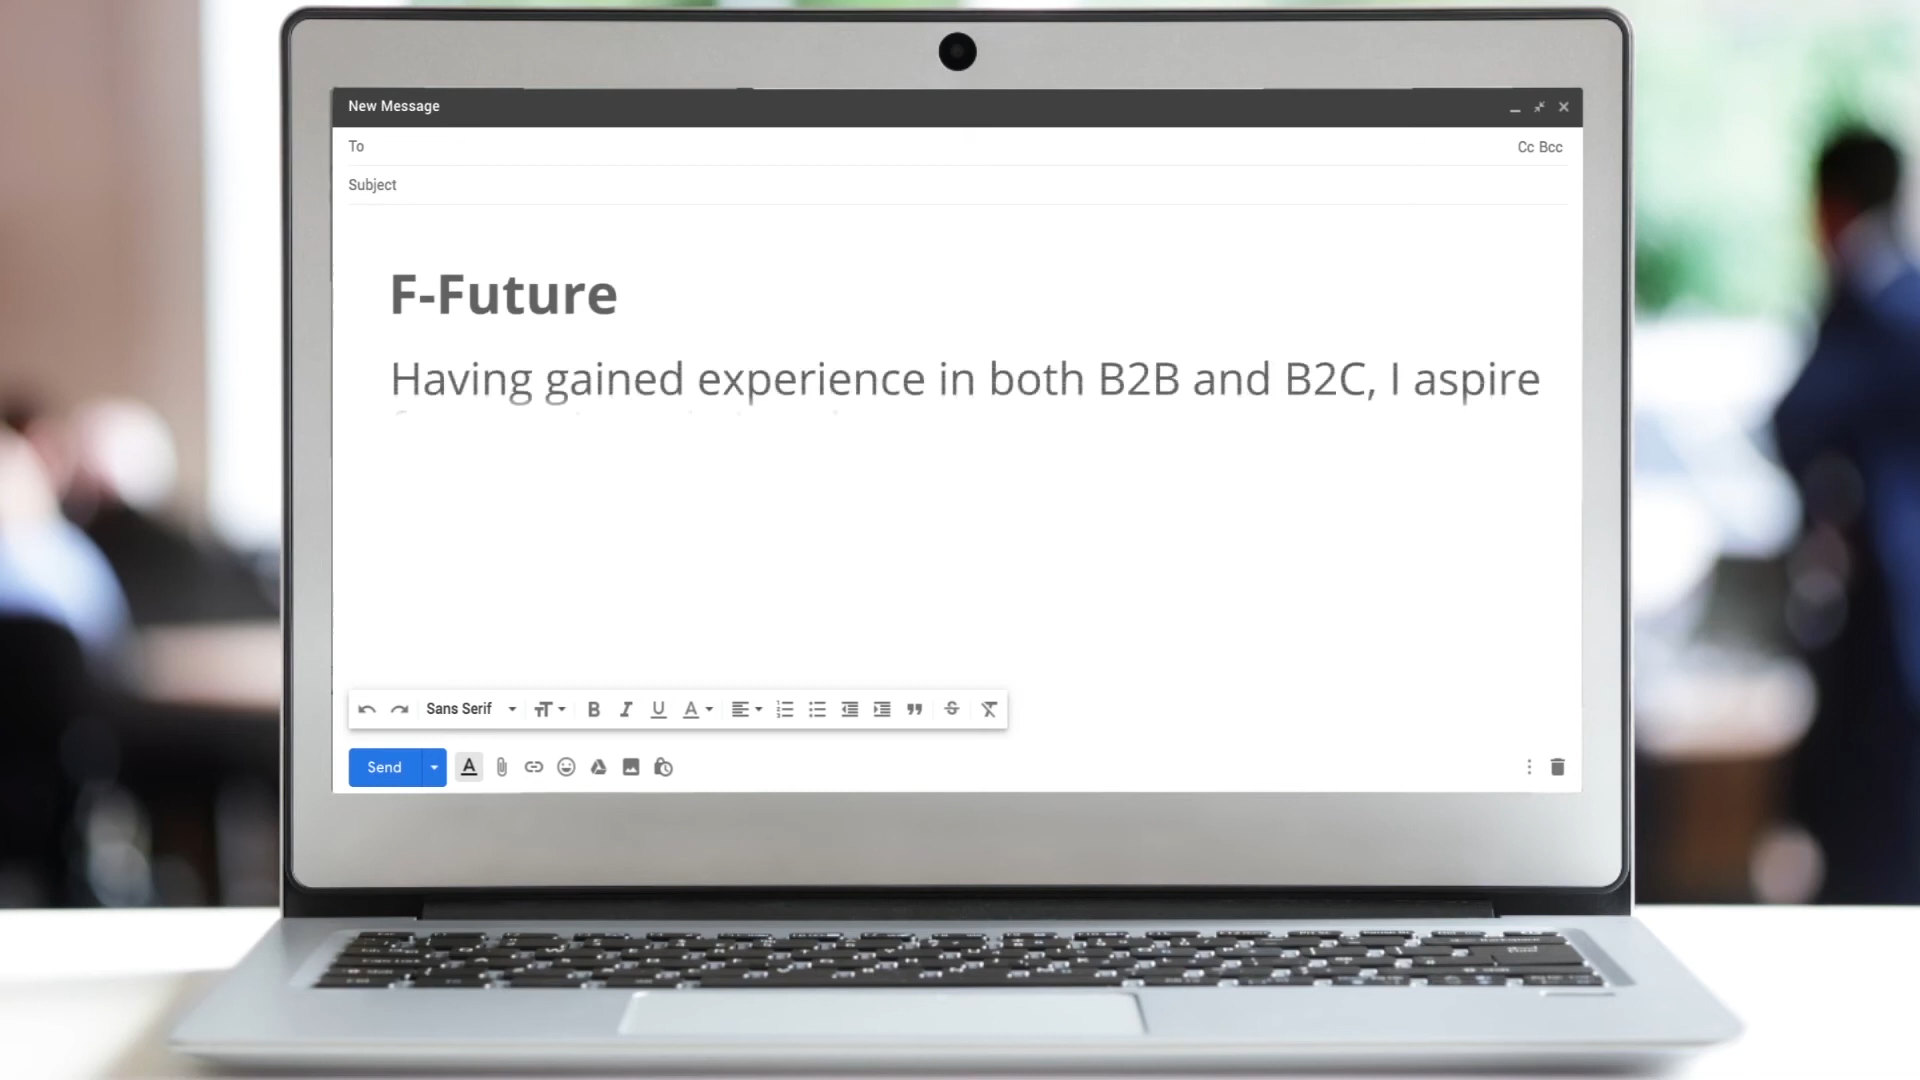 New Message
To
Cc Bcc
Subject
F-Future
Having gained experience in both B2B and B2C, I aspire
Sans Serif
Send